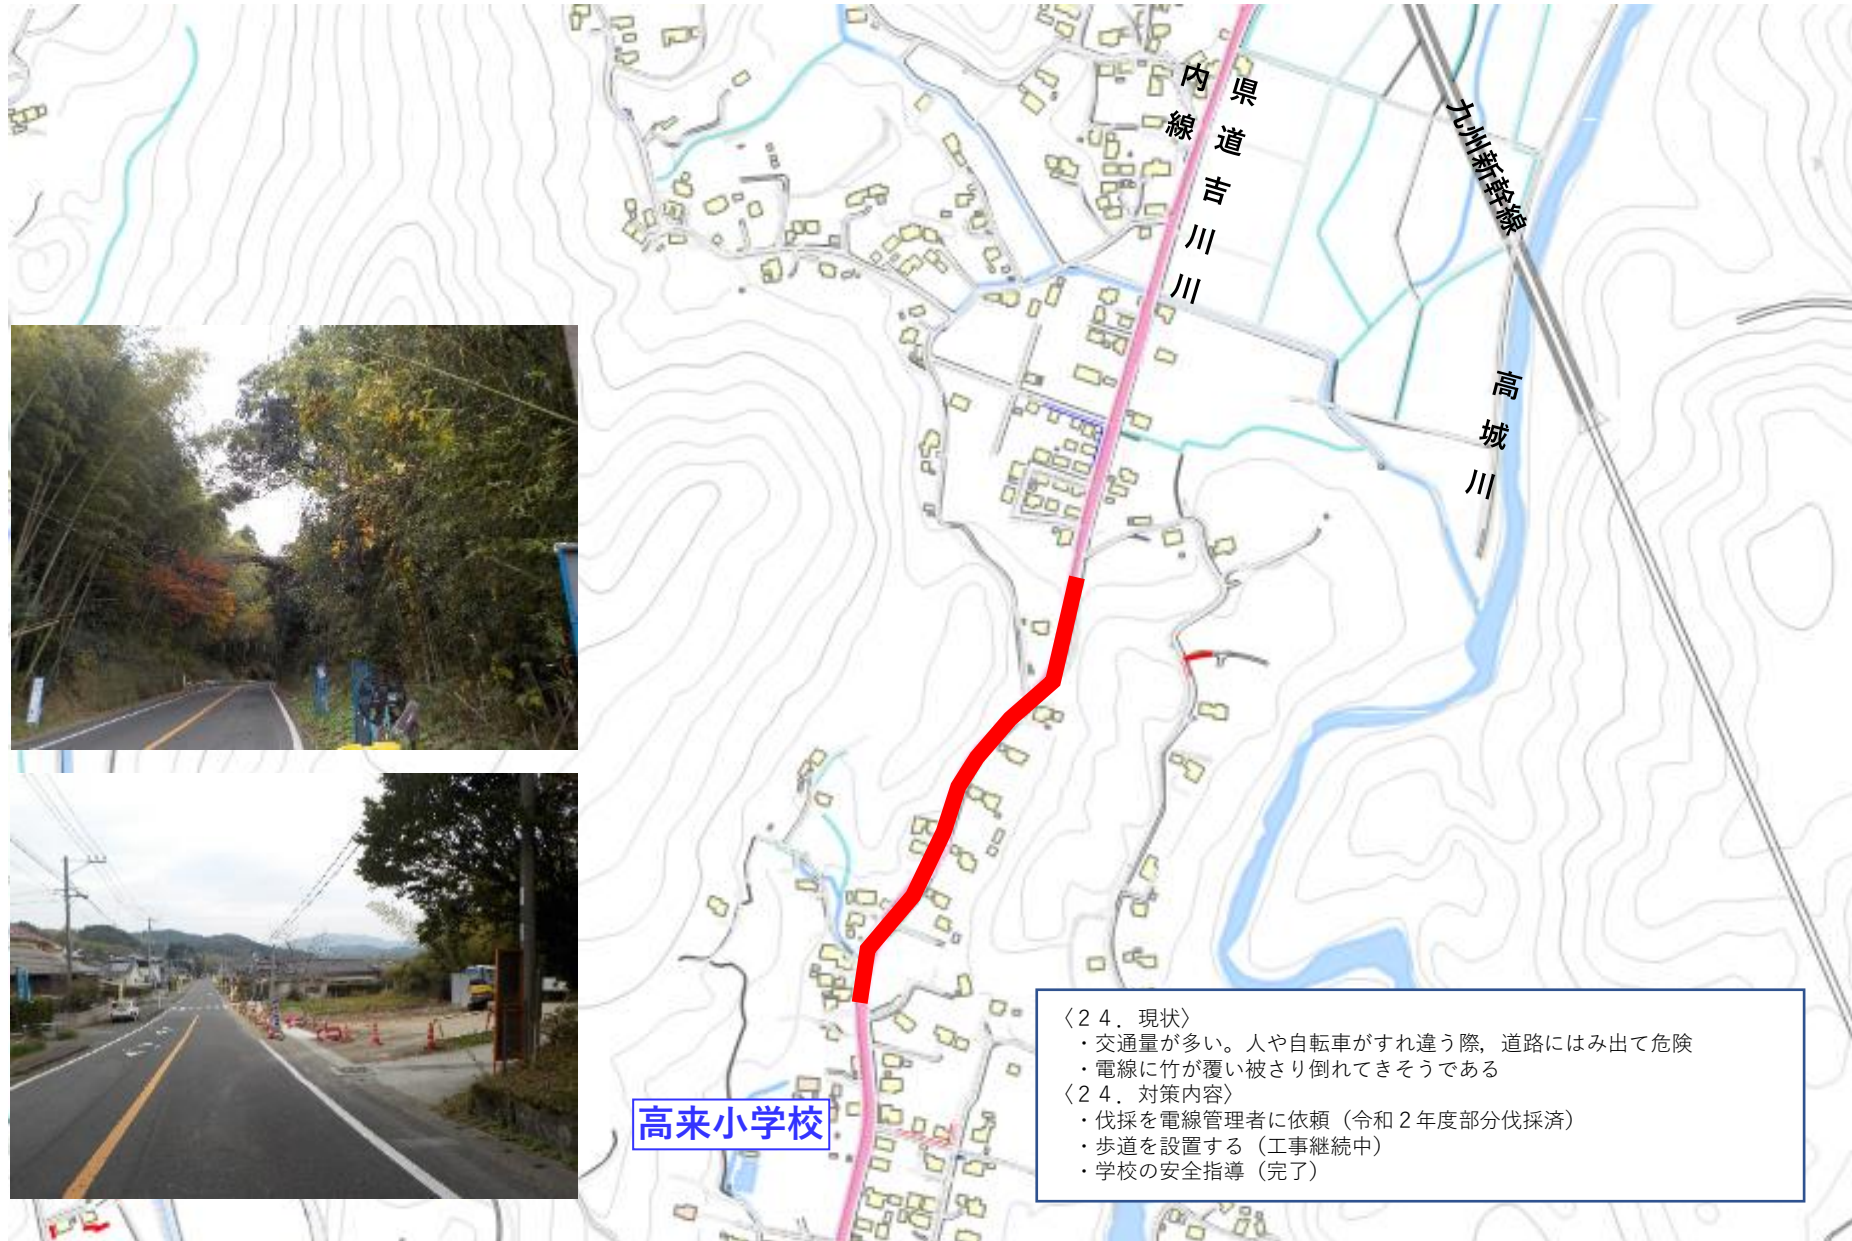 県道吉川川
内線
九州新幹線
高城川
高来小学校
〈２４．現状〉
・交通量が多い。人や自転車がすれ違う際，道路にはみ出て危険
・電線に竹が覆い被さり倒れてきそうである
〈２４．対策内容〉
・伐採を電線管理者に依頼（令和２年度部分伐採済）
・歩道を設置する（工事継続中）
・学校の安全指導（完了）